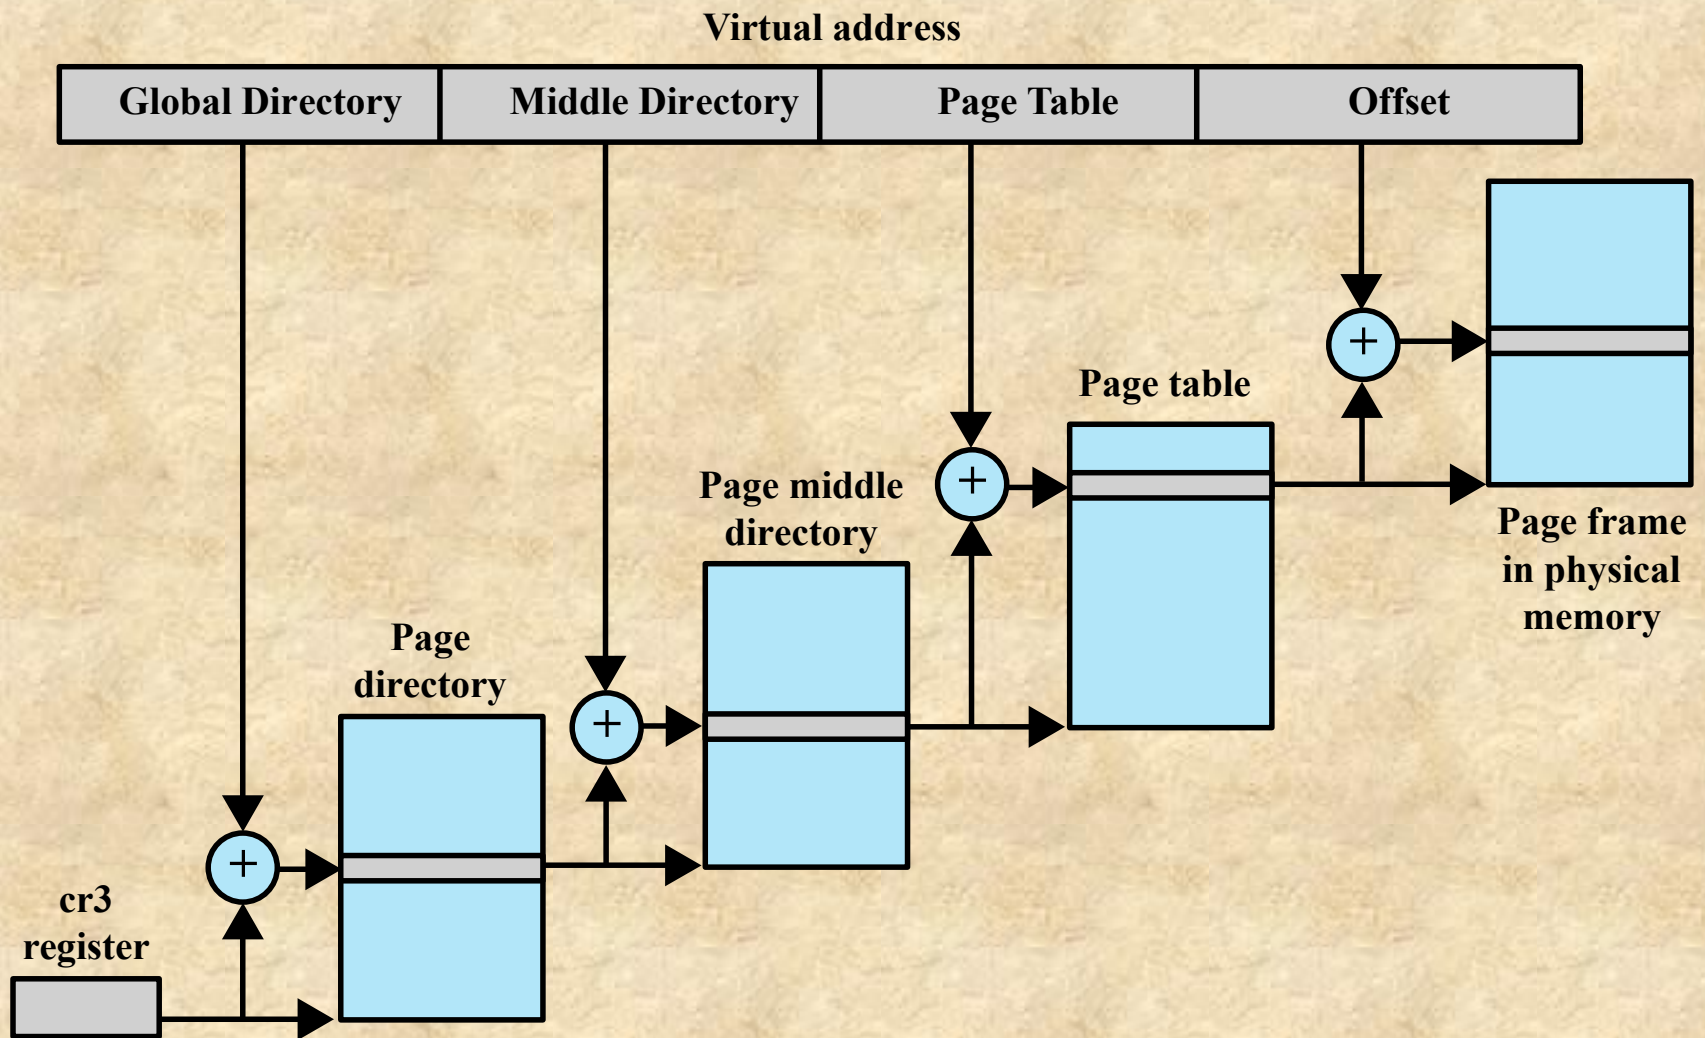 Virtual address
Global Directory
Middle Directory
Page Table
Offset
+
Page table
+
Page middle
directory
Page frame
in physical
memory
Page
directory
+
+
cr3
register